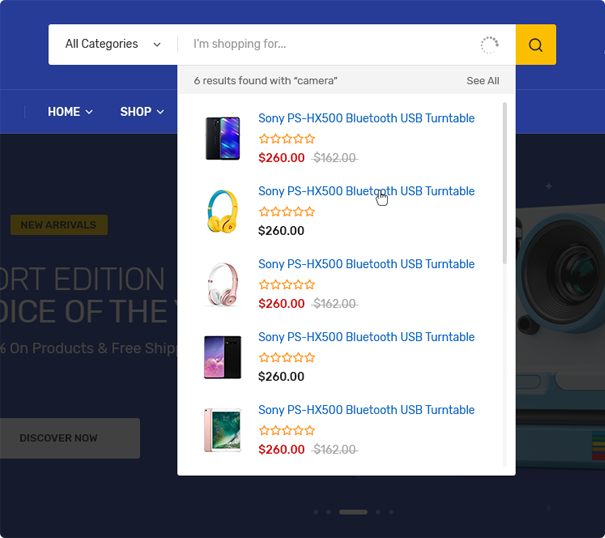 All Categories
I'm shopping for...
6 results found with “camera”
See All
HOME
SHOP
Sony PS-HX500 Bluetooth USB Turntable
$260.00 $162.00
Sony PS-HX500 Bluetooth USB Turntable
$260.00
Sony PS-HX500 Bluetooth USB Turntable
$260.00 $162.00
Sony PS-HX500 Bluetooth USB Turntable
$260.00
Sony PS-HX500 Bluetooth USB Turntable
$260.00 $162.00
NEW ARRIVALS
ORT EDITION
OICE OF THE Y
% On Products & Free Shipp
DISCOVER NOW